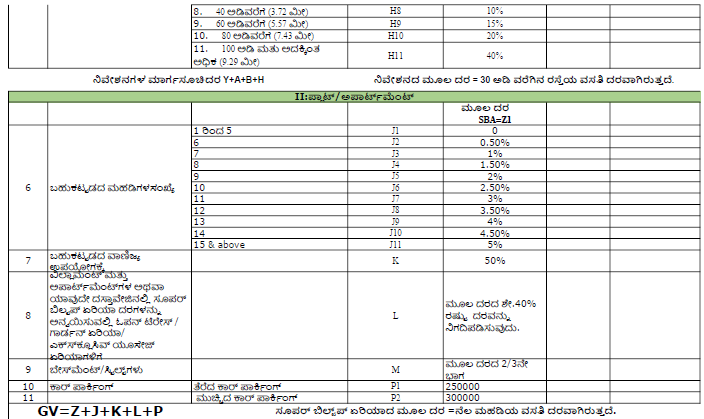 8. 40 ಅಡಿವರೆಗೆ (3.72 ಮೀ) H8 10%
9. 60 ಅಡಿವರೆಗೆ (5.57 ಮೀ) H9 15%
10. 80 ಅಡಿವರೆಗೆ (7.43 ಮೀ) H10 20%
11. 100 ಅಡಿ ಮತ್ತು ಅದಕ್ಕಿಂತ
ಅಧಿಕ (9.29 ಮೀ) H11 40%
ನಿವೇಶನಗಳ ಮಾರ್ಗಸೂಚಿದರ Y+A+B+H ನಿವೇಶನದ ಮೂಲ ದರ = 30 ಅಡಿ ವರೆಗಿನ ರಸ್ತೆಯ ವಸತಿ ದರವಾಗಿರುತ್ತದೆ.
II:ಪ್ಲಾಟ್/ಅಪಾರ್ಟ್‌ಮೆಂಟ್
ಮೂಲ ದರ
SBA=Z1
6 ಬಹುಕಟ್ಟಡದ ಮಹಡಿಗಳಸಂಖ್ಯೆ
1 ರಿಂದ 5 J1 0
6 J2 0.50%
7 J3 1%
8 J4 1.50%
9 J5 2%
10 J6 2.50%
11 J7 3%
12 J8 3.50%
13 J9 4%
14 J10 4.50%
15 & above J11 5%
7 ಬಹುಕಟ್ಟಡದ ವಾಣಿಜ್ಯ
ಉಪಯೋಗಕ್ಕೆ K 50%
ವಿಲ್ಲಾಮೆಂಟ್ ಮತ್ತು
ಅಪಾರ್ಟ್‌ಮೆಂಟ್‌ಗಳ ಅಥವಾ
ಯಾವುದೇ ದಸ್ತಾವೇಜಿನಲ್ಲಿ ಸೂಪರ್
ಬಿಲ್ಟಪ್ ಏರಿಯಾ ದರಗಳನ್ನು
8 ಅನ್ವಯಿಸುವಲ್ಲಿ ಓಪನ್ ಟೆರೇಸ್ /
ಗಾರ್ಡನ್ ಏರಿಯಾ/
ಎಕ್ಸ್‌ಕ್ಲೂಸಿವ್ ಯೂಸೇಜ್
ಏರಿಯಾಗಳಿಗೆ
L
ಮೂಲ ದರದ ಶೇ.40%
ರಷ್ಟು ದರವನ್ನು
ನಿಗದಿಪಡಿಸುವುದು.
9 ಬೇಸ್‌ಮೆಂಟ್/ಸ್ಟಿಲ್ಟ್‌ಗಳು M ಮೂಲ ದರದ 2/3ನೇ
ಭಾಗ
10 ಕಾರ್ ಪಾರ್ಕಿಂಗ್ ತೆರೆದ ಕಾರ್ ಪಾರ್ಕಿಂಗ್ P1 250000
11 ಮುಚ್ಚಿದ ಕಾರ್ ಪಾರ್ಕಿಂಗ್ P2 300000
GV=Z+J+K+L+P ಸೂಪರ್ ಬಿಲ್ಟ್‌ಪ್ ಏರಿಯಾದ ಮೂಲ ದರ =ನೆಲ ಮಹಡಿಯ ವಸತಿ ದರವಾಗಿರುತ್ತದೆ.